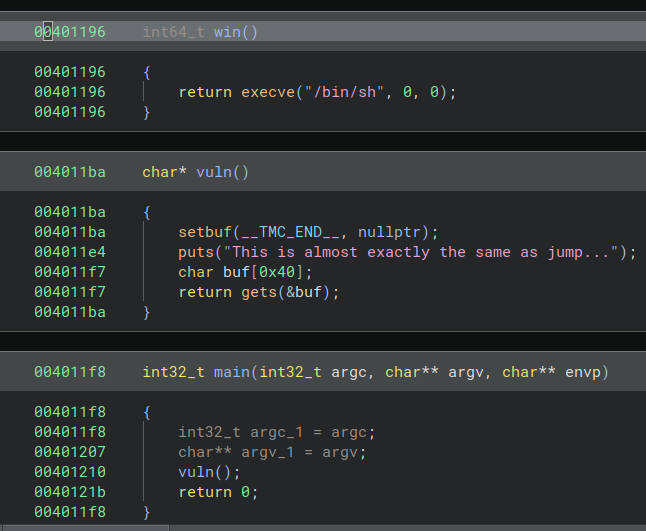 00401196 int64_t win()
00401196 {
00401196 return execve("/bin/sh", 0, 0);
00401196 }
004011ba char* vuln()
004011ba {
004011ba setbuf(__TMC_END__, nullptr);
004011e4 puts("This is almost exactly the same as jump...");
004011f7 char buf[0x40];
004011f7 return gets(&buf);
004011ba }
004011f8 int32_t main(int32_t argc, char** argv, char** envp)
004011f8 {
004011f8 int32_t argc_1 = argc;
00401207 char** argv_1 = argv;
00401210 vuln();
0040121b return 0;
004011f8 }